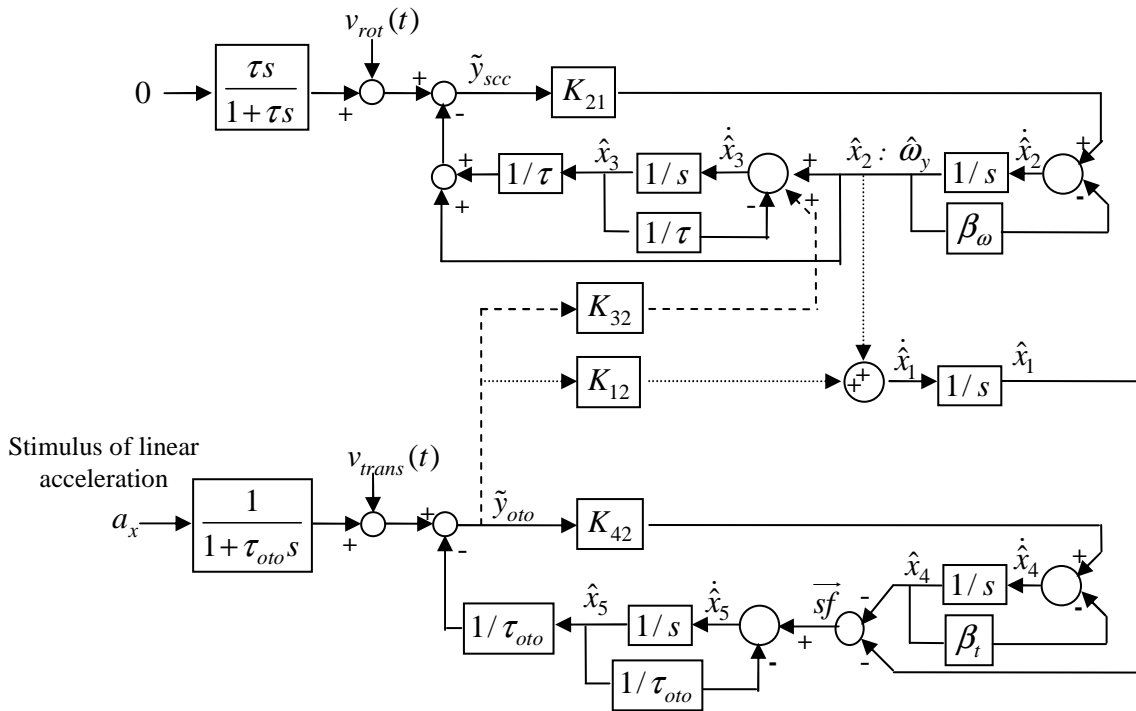 v_rot(t)
0
τs
1 + τs
+
+
-
ỹ_scc
K_21
+
+
1/τ
x̂_3
1/s
x̂̇_3
+
+
-
1/τ
x̂_2 : ω̂_y
1/s
x̂̇_2
+
-
β_ω
K_32
K_12
+
+
x̂̇_1
1/s
x̂_1
Stimulus of linear
acceleration
a_x
1
1 + τ_oto s
v_trans(t)
+
+
-
ỹ_oto
K_42
1/τ_oto
x̂_5
1/s
x̂̇_5
-
1/τ_oto
sf
+
-
-
x̂_4
1/s
x̂̇_4
+
-
β_t